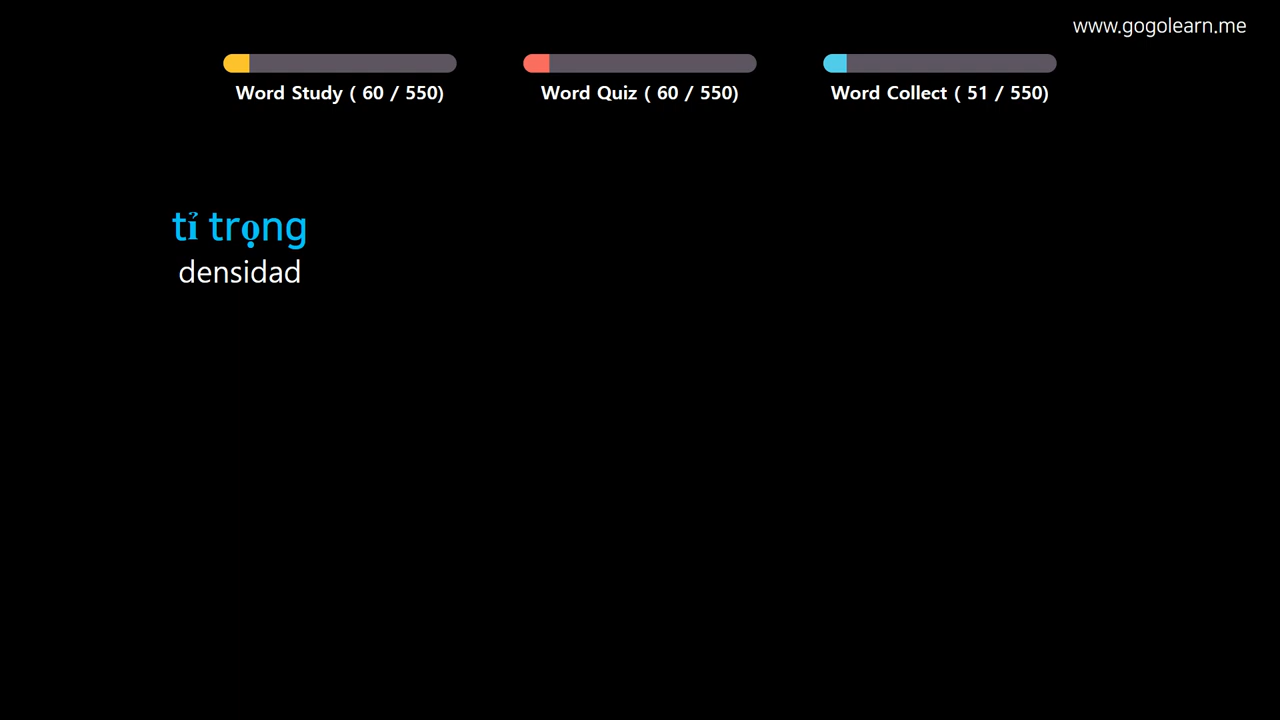 www.gogolearn.me
Word Study ( 60 / 550)
Word Quiz ( 60 / 550)
Word Collect ( 51 / 550)
tỉ trọng
densidad